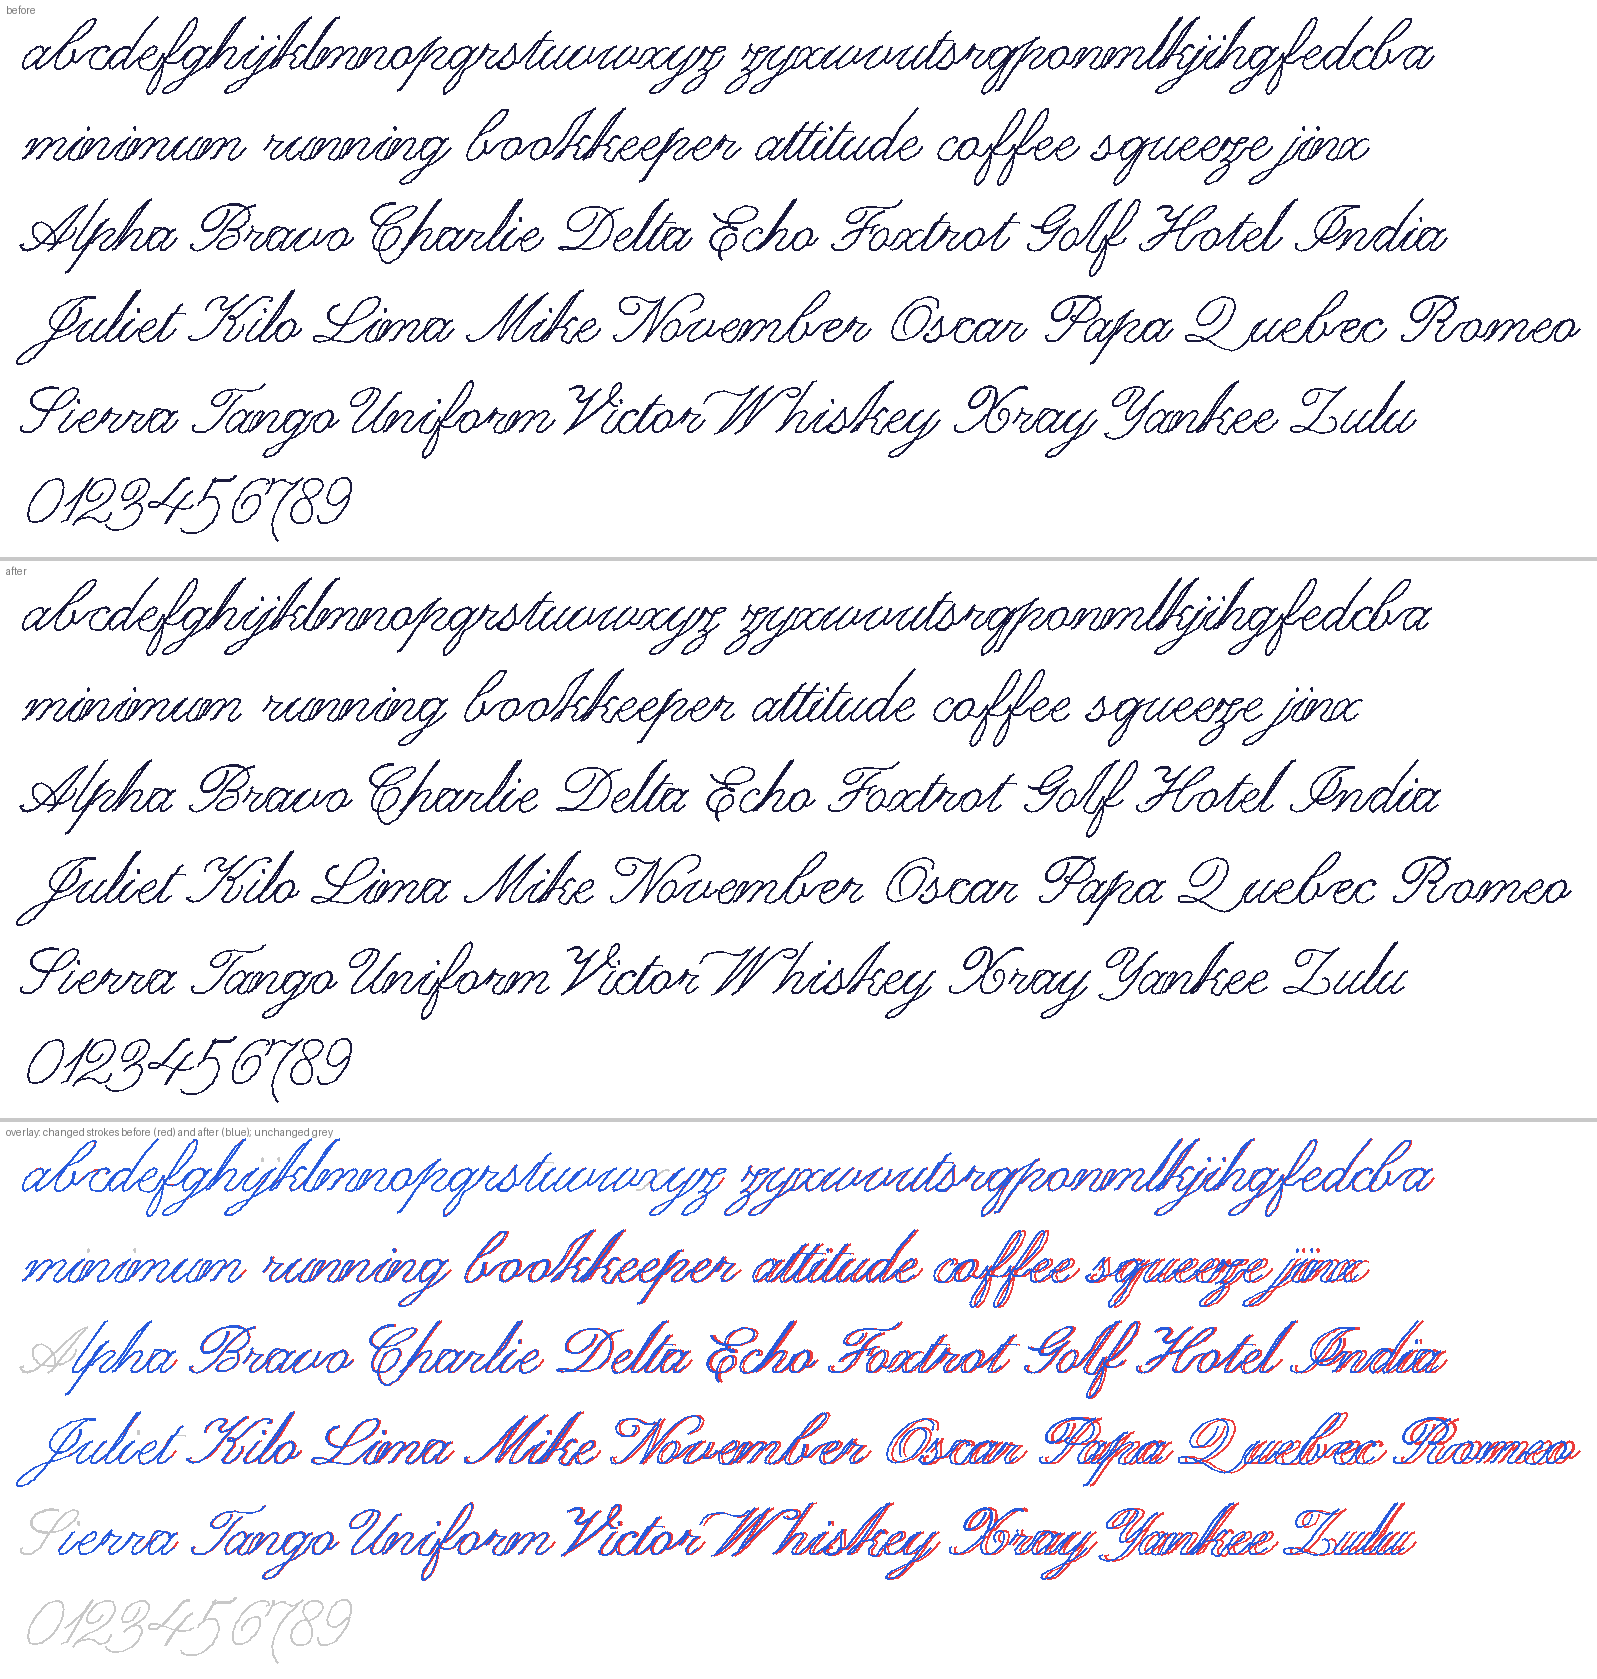 before
abcdefghijklmnopqrstuvwxyz zyxwvutsrqponmlkjihgfedcba
minimum running bookkeeper attitude coffee squeeze jinx
Alpha Bravo Charlie Delta Echo Foxtrot Golf Hotel India
Juliet Kilo Lima Mike November Oscar Papa Quebec Romeo
Sierra Tango Uniform Victor Whiskey Xray Yankee Zulu
0123456789
after
abcdefghijklmnopqrstuvwxyz zyxwvutsrqponmlkjihgfedcba
minimum running bookkeeper attitude coffee squeeze jinx
Alpha Bravo Charlie Delta Echo Foxtrot Golf Hotel India
Juliet Kilo Lima Mike November Oscar Papa Quebec Romeo
Sierra Tango Uniform Victor Whiskey Xray Yankee Zulu
0123456789
overlay: changed strokes before (red) and after (blue); unchanged grey
abcdefghijklmnopqrstuvwxyz zyxwvutsrqponmlkjihgfedcba
minimum running bookkeeper attitude coffee squeeze jinx
Alpha Bravo Charlie Delta Echo Foxtrot Golf Hotel India
Juliet Kilo Lima Mike November Oscar Papa Quebec Romeo
Sierra Tango Uniform Victor Whiskey Xray Yankee Zulu
0123456789